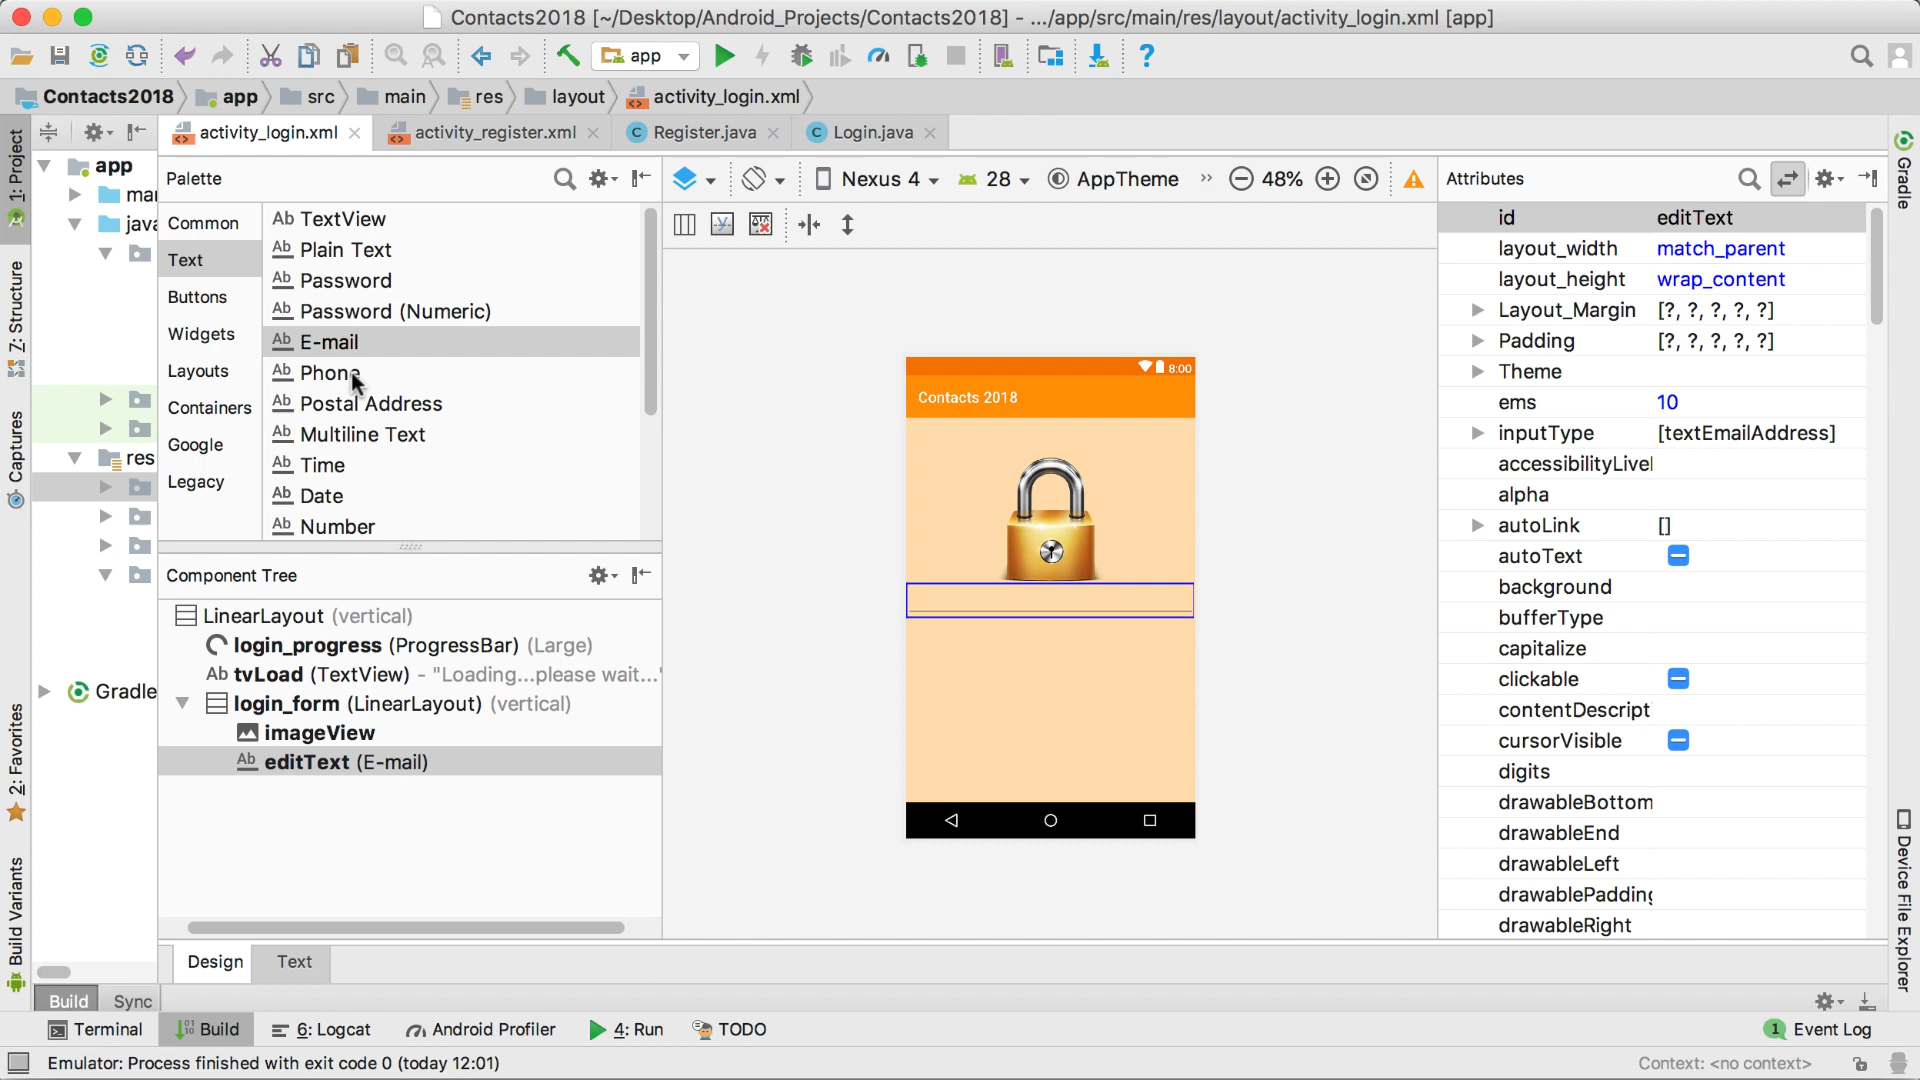 Contacts2018 [~/Desktop/Android_Projects/Contacts2018] - .../app/src/main/res/layout/activity_login.xml [app]
app
Contacts2018 app src main res layout activity_login.xml
activity_login.xml activity_register.xml Register.java Login.java
1: Project
Z: Structure
Captures
2: Favorites
Build Variants
app
java
res
Gradle
Palette
Common
Text
Buttons
Widgets
Layouts
Containers
Google
Legacy
Ab TextView
Ab Plain Text
Ab Password
Ab Password (Numeric)
Ab E-mail
Ab Phone
Ab Postal Address
Ab Multiline Text
Ab Time
Ab Date
Ab Number
Component Tree
LinearLayout (vertical)
login_progress (ProgressBar) (Large)
Ab tvLoad (TextView) - "Loading...please wait..."
login_form (LinearLayout) (vertical)
imageView
Ab editText (E-mail)
Design Text
Nexus 4 28 AppTheme >> 48%
8:00
Contacts 2018
Attributes
id editText
layout_width match_parent
layout_height wrap_content
Layout_Margin [?, ?, ?, ?, ?]
Padding [?, ?, ?, ?, ?]
Theme
ems 10
inputType [textEmailAddress]
accessibilityLivel
alpha
autoLink []
autoText
background
bufferType
capitalize
clickable
contentDescript
cursorVisible
digits
drawableBottom
drawableEnd
drawableLeft
drawablePadding
drawableRight
Gradle
Device File Explorer
Build Sync
Terminal Build 6: Logcat Android Profiler 4: Run TODO 1 Event Log
Emulator: Process finished with exit code 0 (today 12:01) Context: <no context>